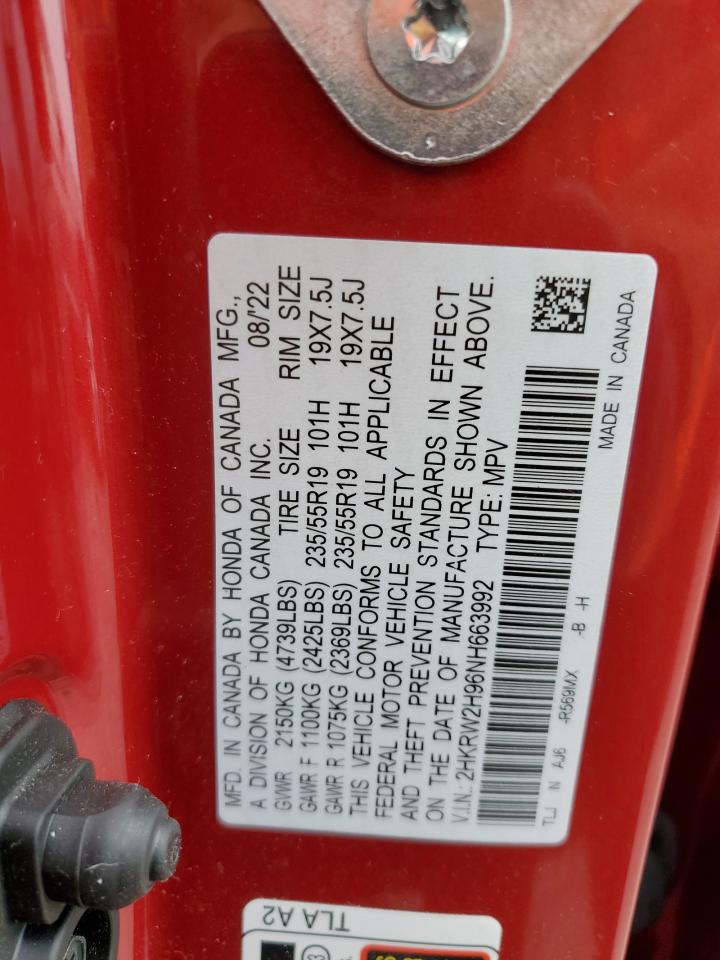 MFD. IN CANADA BY HONDA OF CANADA MFG.,
A DIVISION OF HONDA CANADA INC. 08/'22
GVWR 2150KG (4739LBS) TIRE SIZE RIM SIZE
GAWR F 1100KG (2425LBS) 235/55R19 101H 19X7.5J
GAWR R 1075KG (2369LBS) 235/55R19 101H 19X7.5J
THIS VEHICLE CONFORMS TO ALL APPLICABLE
FEDERAL MOTOR VEHICLE SAFETY
AND THEFT PREVENTION STANDARDS IN EFFECT
ON THE DATE OF MANUFACTURE SHOWN ABOVE.
V.I.N.: 2HKRW2H96NH663992 TYPE: MPV
TLJ N AJ6 -R569MX -B -H
MADE IN CANADA
TLA A2